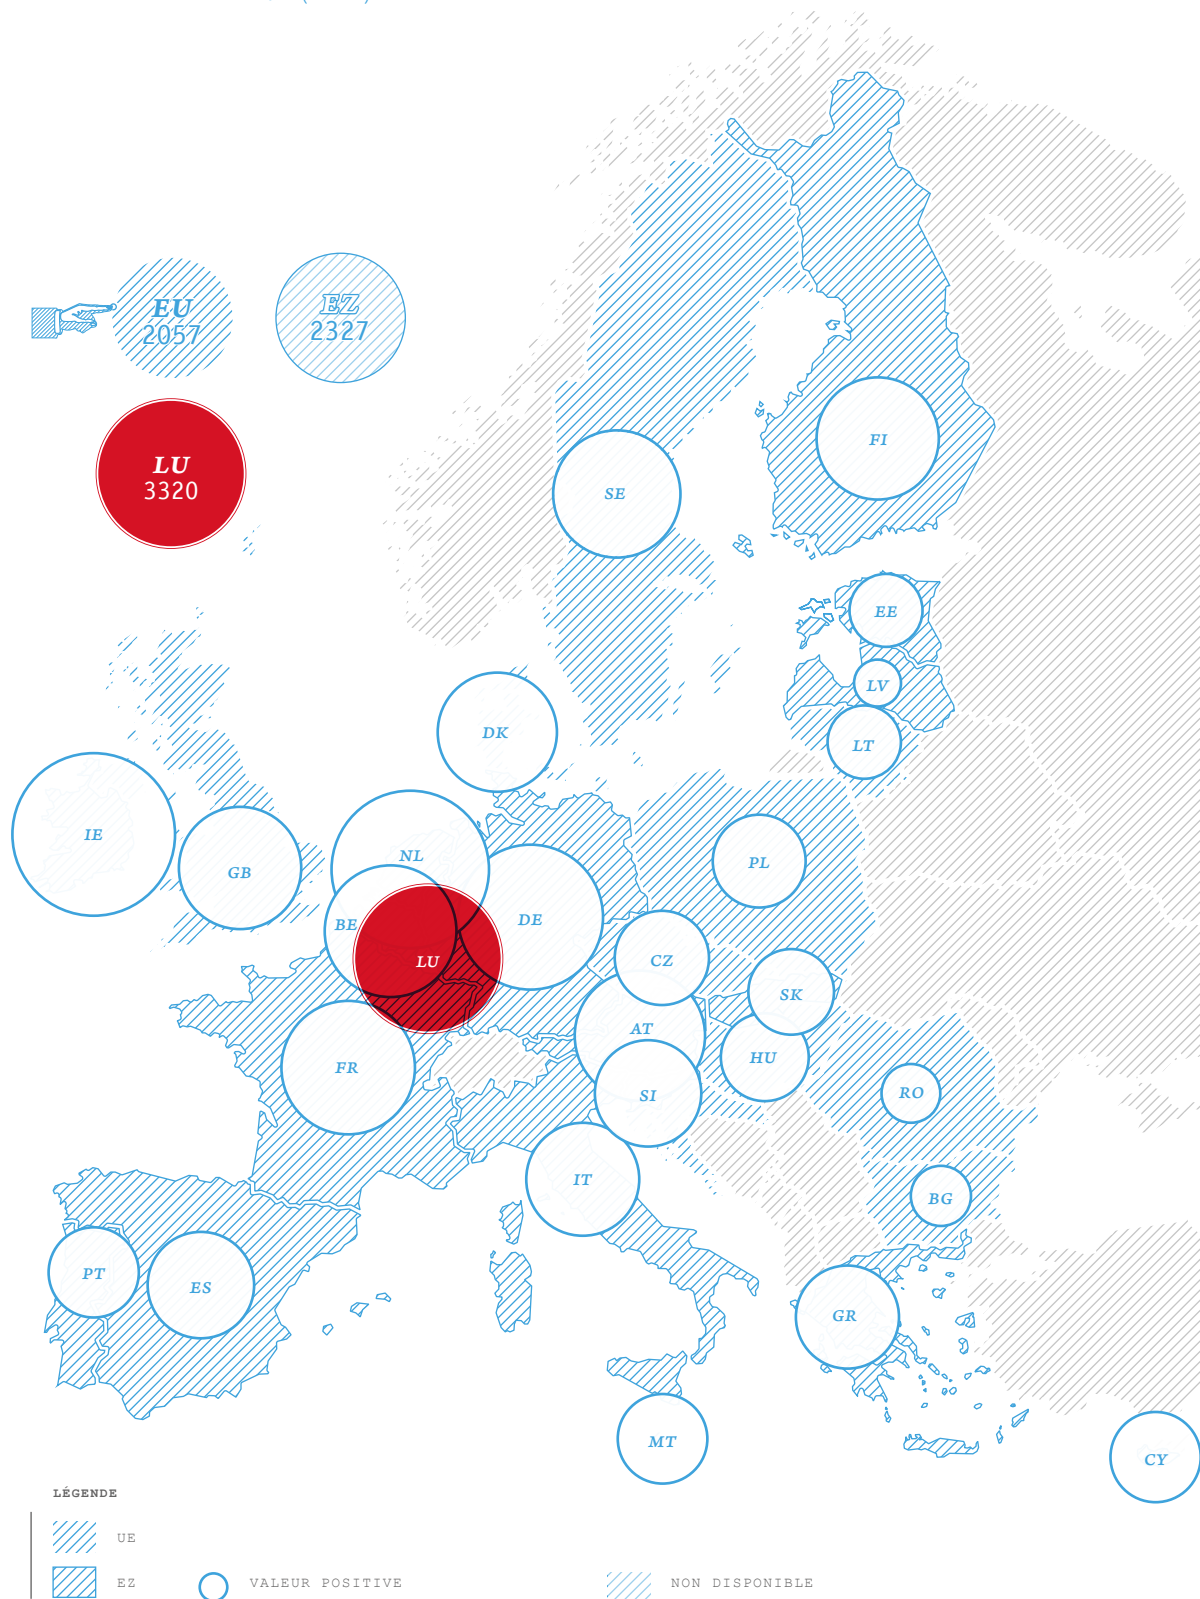 EU
2057
EZ
2327
LU
3320
FI
SE
EE
LV
LT
DK
IE
GB
NL
BE
LU
DE
PL
CZ
SK
AT
HU
FR
SI
RO
IT
BG
PT
ES
GR
MT
CY
LÉGENDE
UE
EZ
VALEUR POSITIVE
NON DISPONIBLE